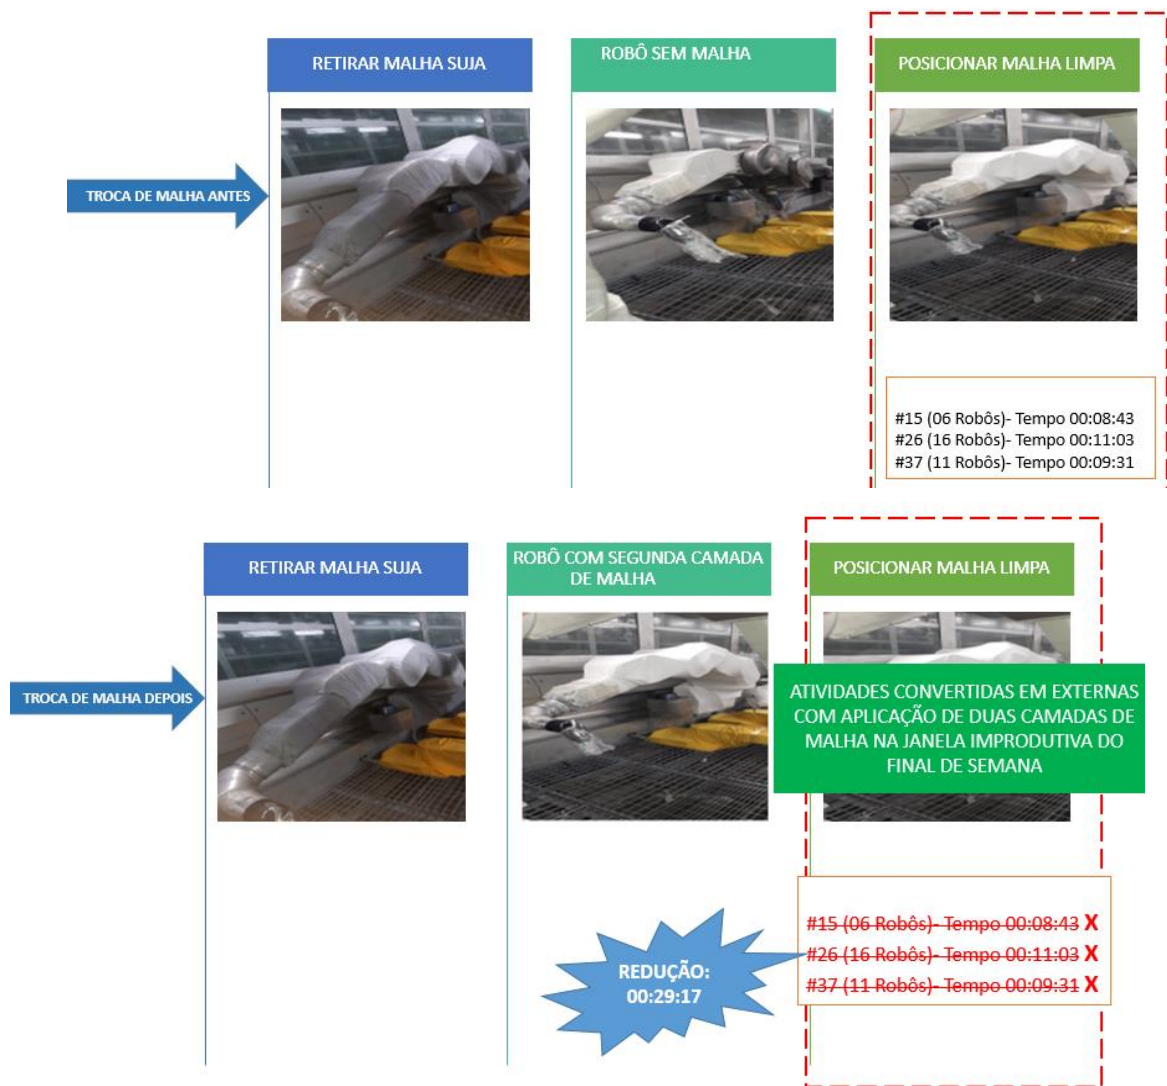 RETIRAR MALHA SUJA
ROBÔ SEM MALHA
POSICIONAR MALHA LIMPA
TROCA DE MALHA ANTES
#15 (06 Robôs)- Tempo 00:08:43
#26 (16 Robôs)- Tempo 00:11:03
#37 (11 Robôs)- Tempo 00:09:31
RETIRAR MALHA SUJA
ROBÔ COM SEGUNDA CAMADA
DE MALHA
POSICIONAR MALHA LIMPA
TROCA DE MALHA DEPOIS
ATIVIDADES CONVERTIDAS EM EXTERNAS
COM APLICAÇÃO DE DUAS CAMADAS DE
MALHA NA JANELA IMPRODUTIVA DO
FINAL DE SEMANA
#15 (06 Robôs)- Tempo 00:08:43 X
#26 (16 Robôs)- Tempo 00:11:03 X
#37 (11 Robôs)- Tempo 00:09:31 X
REDUÇÃO:
00:29:17